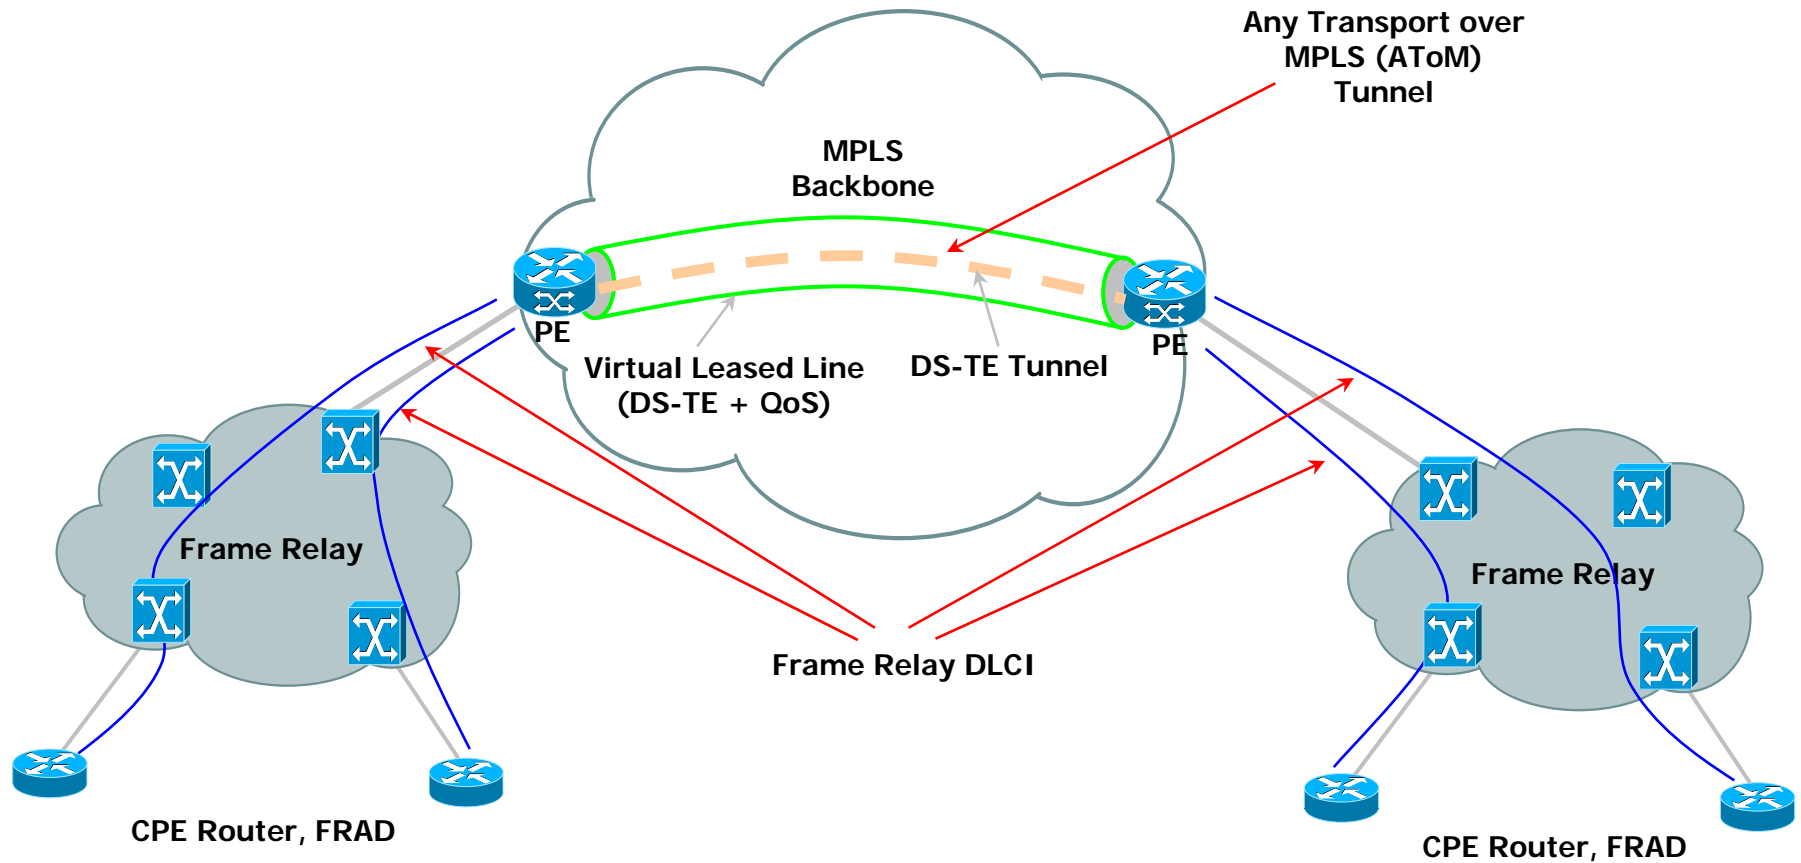 Any Transport over
MPLS (AToM)
Tunnel
MPLS
Backbone
PE
PE
Virtual Leased Line
(DS-TE + QoS)
DS-TE Tunnel
Frame Relay
Frame Relay
Frame Relay DLCI
CPE Router, FRAD
CPE Router, FRAD